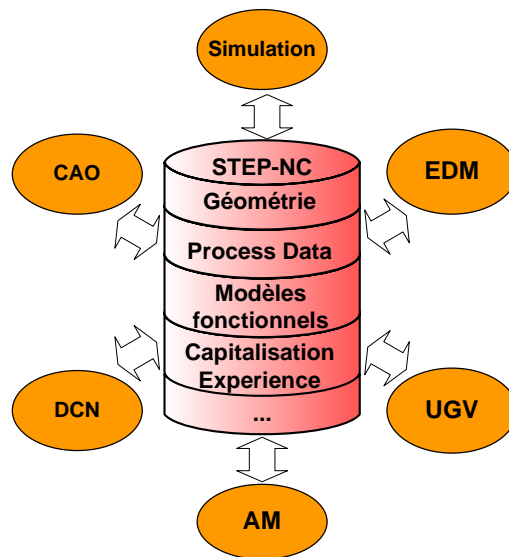 Simulation
CAO
EDM
STEP-NC
Géométrie
Process Data
Modèles
fonctionnels
Capitalisation
Experience
...
DCN
UGV
AM